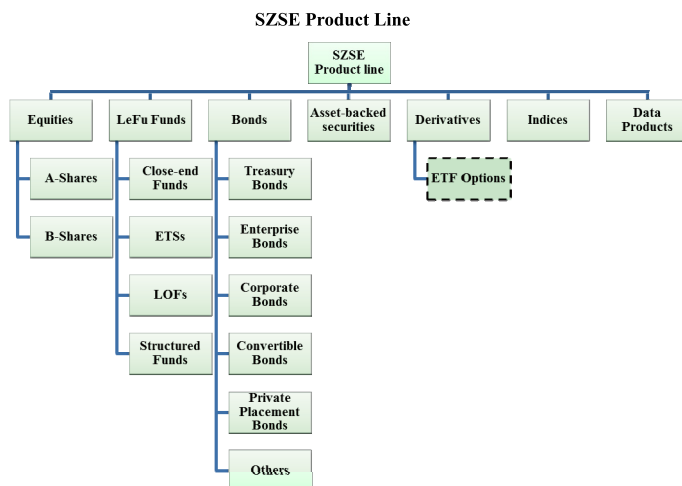 SZSE Product Line
SZSE
Product line
Equities
LeFu Funds
Bonds
Asset-backed
securities
Derivatives
Indices
Data
Products
A-Shares
B-Shares
Close-end
Funds
ETSs
LOFs
Structured
Funds
Treasury
Bonds
Enterprise
Bonds
Corporate
Bonds
Convertible
Bonds
Private
Placement
Bonds
Others
ETF Options